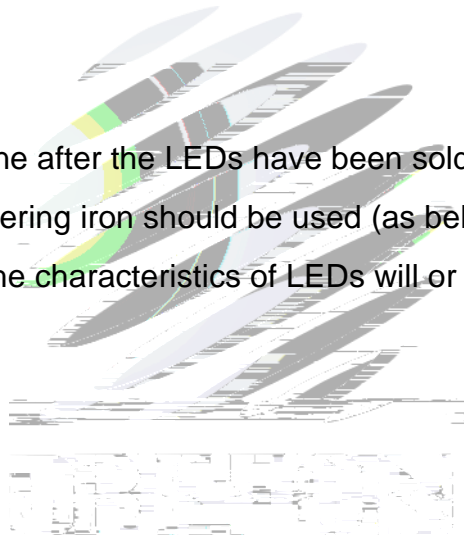 ne after the LEDs have been sold
ering iron should be used (as bel
ne characteristics of LEDs will or